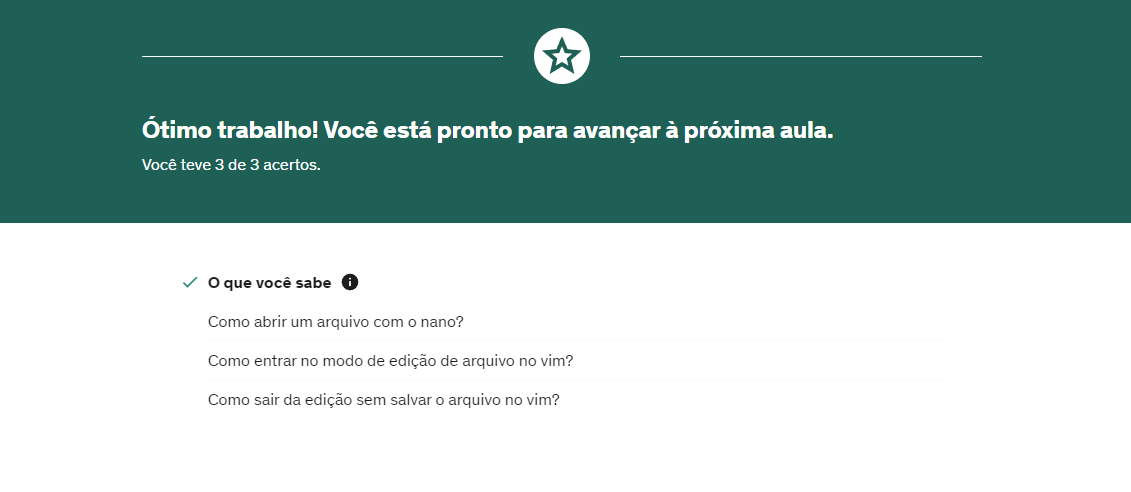 Ótimo trabalho! Você está pronto para avançar à próxima aula.
Você teve 3 de 3 acertos.
O que você sabe
Como abrir um arquivo com o nano?
Como entrar no modo de edição de arquivo no vim?
Como sair da edição sem salvar o arquivo no vim?